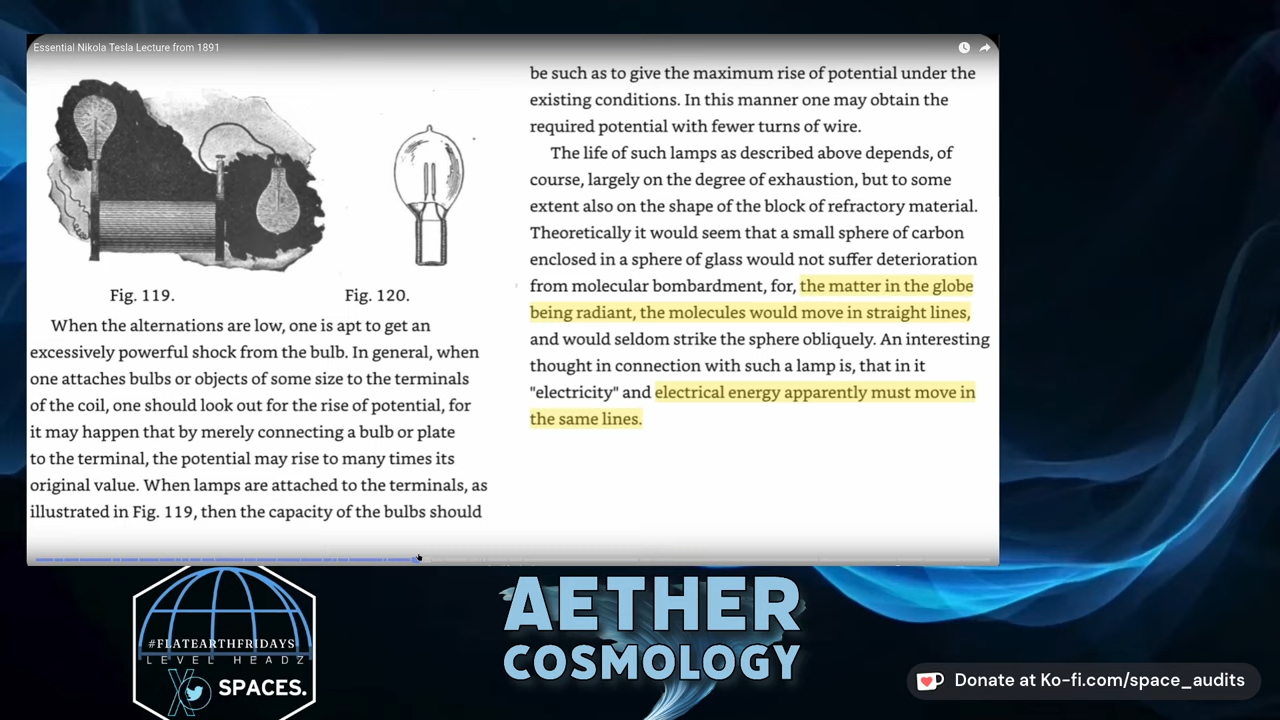 Essential Nikola Tesla Lecture from 1891
Fig. 119.
Fig. 120.
When the alternations are low, one is apt to get an
excessively powerful shock from the bulb. In general, when
one attaches bulbs or objects of some size to the terminals
of the coil, one should look out for the rise of potential, for
it may happen that by merely connecting a bulb or plate
to the terminal, the potential may rise to many times its
original value. When lamps are attached to the terminals, as
illustrated in Fig. 119, then the capacity of the bulbs should
be such as to give the maximum rise of potential under the
existing conditions. In this manner one may obtain the
required potential with fewer turns of wire.
The life of such lamps as described above depends, of
course, largely on the degree of exhaustion, but to some
extent also on the shape of the block of refractory material.
Theoretically it would seem that a small sphere of carbon
enclosed in a sphere of glass would not suffer deterioration
from molecular bombardment, for, the matter in the globe
being radiant, the molecules would move in straight lines,
and would seldom strike the sphere obliquely. An interesting
thought in connection with such a lamp is, that in it
"electricity" and electrical energy apparently must move in
the same lines.
#FLATEARTHFRIDAYS
LEVEL HEADZ
SPACES.
AETHER
COSMOLOGY
Donate at Ko-fi.com/space_audits